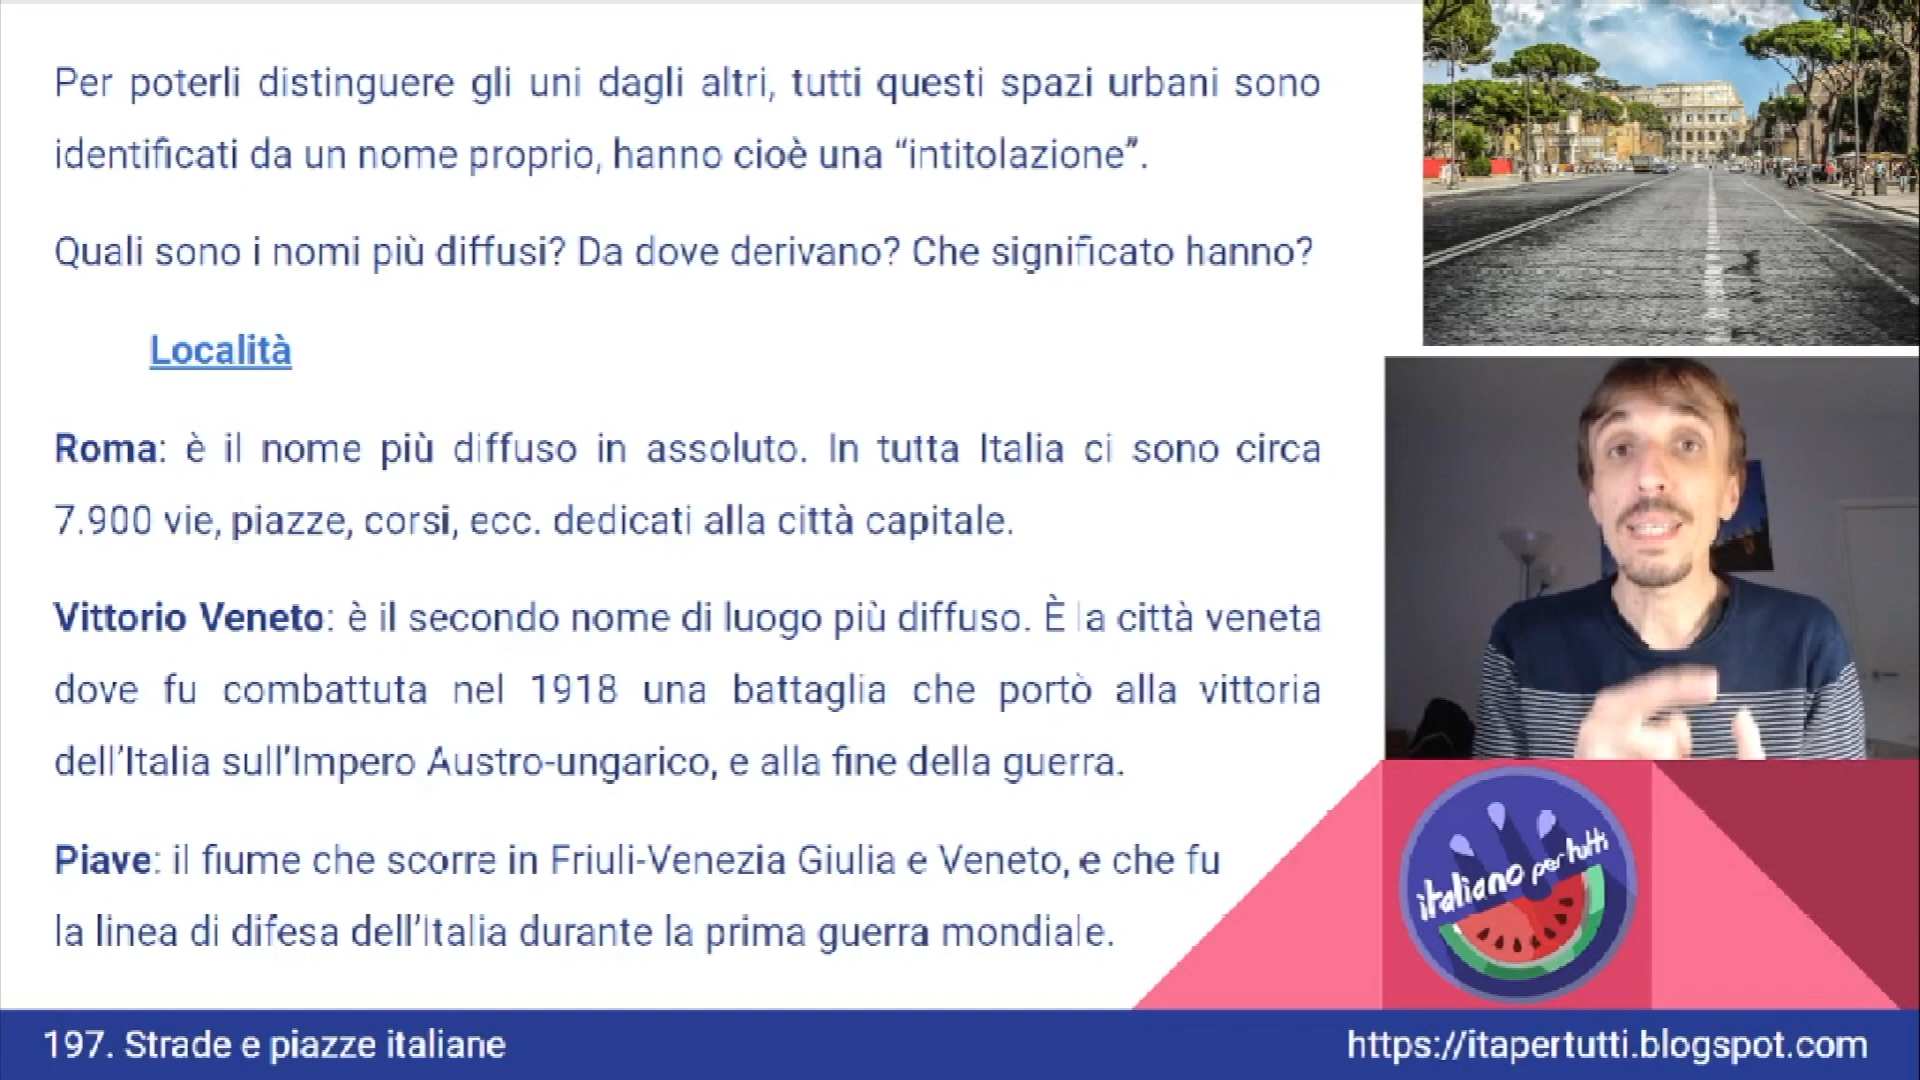 Per poterli distinguere gli uni dagli altri, tutti questi spazi urbani sono
identificati da un nome proprio, hanno cioè una “intitolazione”.
Quali sono i nomi più diffusi? Da dove derivano? Che significato hanno?
Località
Roma: è il nome più diffuso in assoluto. In tutta Italia ci sono circa
7.900 vie, piazze, corsi, ecc. dedicati alla città capitale.
Vittorio Veneto: è il secondo nome di luogo più diffuso. È la città veneta
dove fu combattuta nel 1918 una battaglia che portò alla vittoria
dell’Italia sull’Impero Austro-ungarico, e alla fine della guerra.
Piave: il fiume che scorre in Friuli-Venezia Giulia e Veneto, e che fu
la linea di difesa dell’Italia durante la prima guerra mondiale.
italiano per tutti
197. Strade e piazze italiane
https://itapertutti.blogspot.com